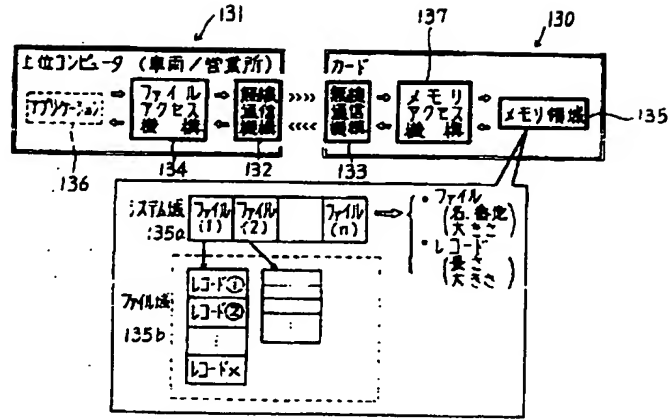 131
137
130
上位コンピュータ (車両/営業所)
カード
アプリケーション
ファイル
アクセス
機構
無線
通信
機構
>>>>
<<<<
無線
通信
機構
メモリ
アクセス
機構
メモリ領域
135
136
134
132
133
システム域
135a
ファイル
(1)
ファイル
(2)
ファイル
(n)
・ファイル
大きさ
・レコード
大きさ
ファイル域
135b
レコード①
レコード②
⋮
レコードx
⋮